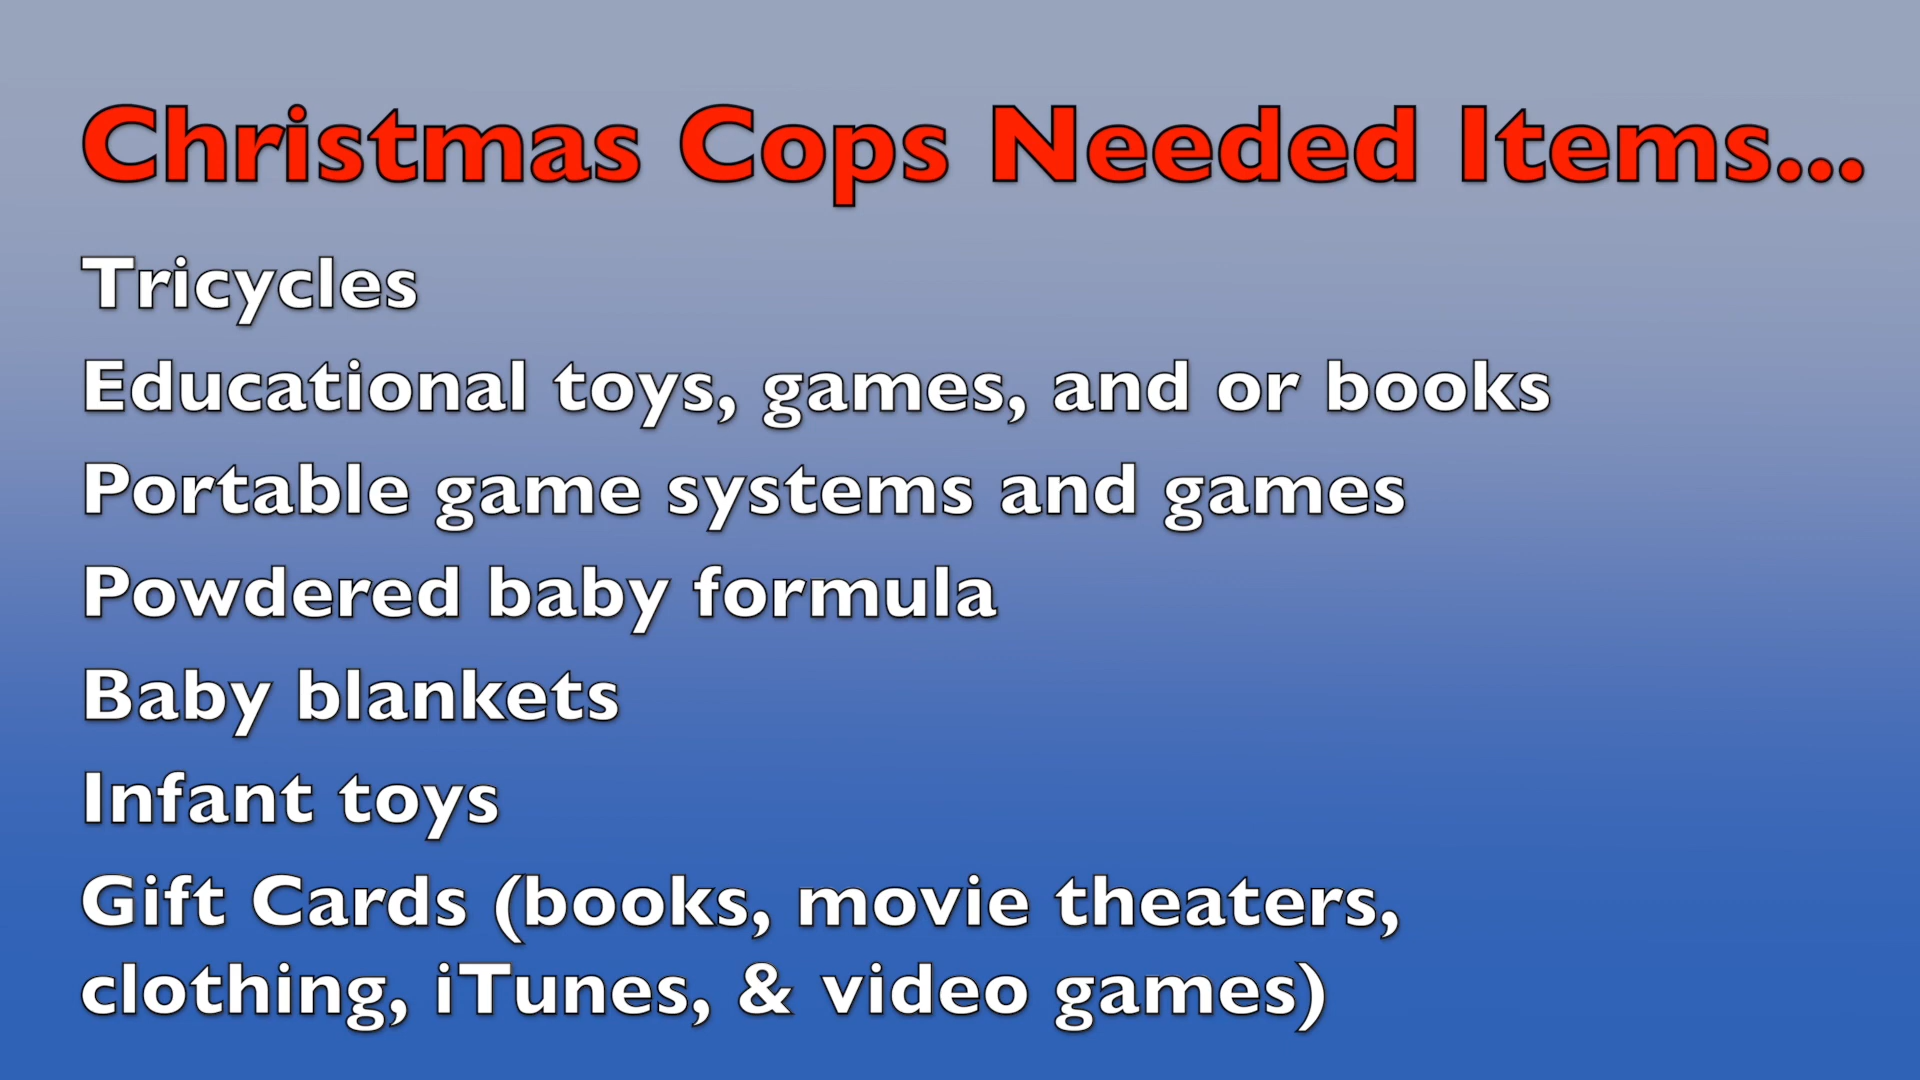 Christmas Cops Needed Items...
Tricycles
Educational toys, games, and or books
Portable game systems and games
Powdered baby formula
Baby blankets
Infant toys
Gift Cards (books, movie theaters,
clothing, iTunes, & video games)